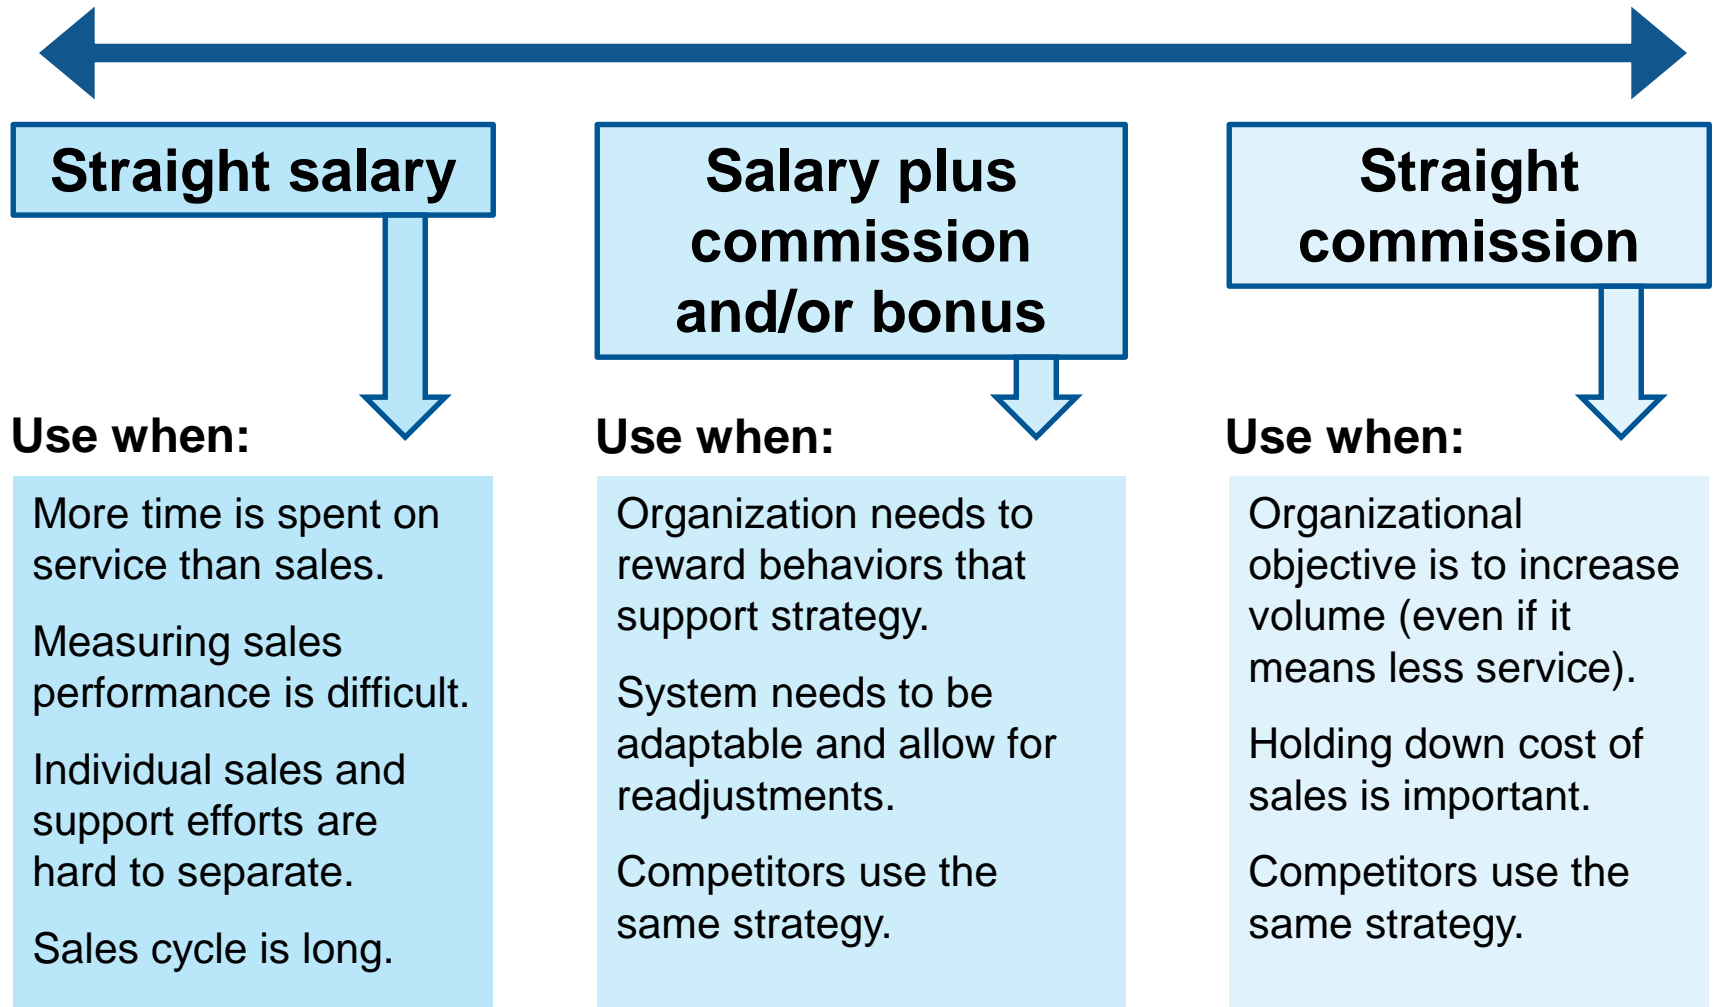 Straight salary
Use when:
More time is spent on
service than sales.
Measuring sales
performance is difficult.
Individual sales and
support efforts are
hard to separate.
Sales cycle is long.
Salary plus
commission
and/or bonus
Use when:
Organization needs to
reward behaviors that
support strategy.
System needs to be
adaptable and allow for
readjustments.
Competitors use the
same strategy.
Straight
commission
Use when:
Organizational
objective is to increase
volume (even if it
means less service).
Holding down cost of
sales is important.
Competitors use the
same strategy.